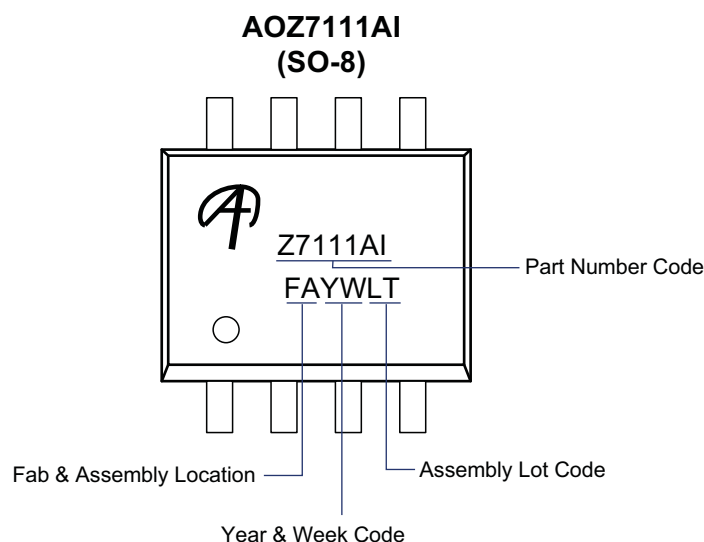 AOZ7111AI
(SO-8)
Z7111AI
Part Number Code
FAYWLT
Fab & Assembly Location
Assembly Lot Code
Year & Week Code